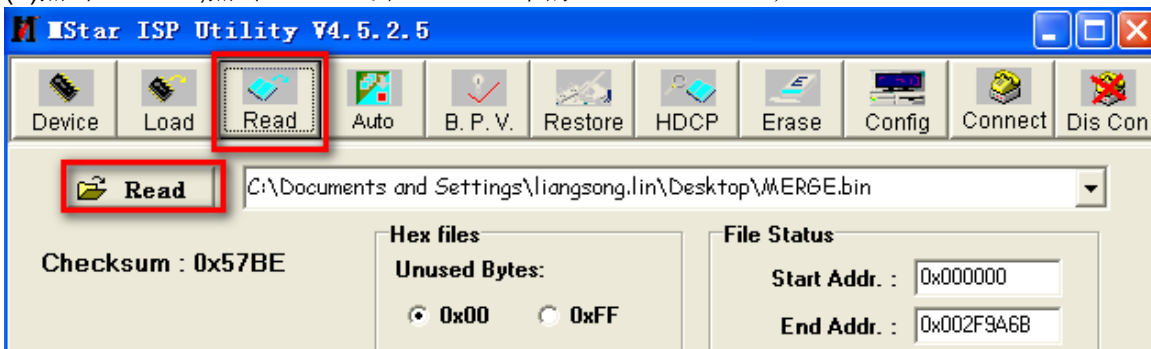 MStar ISP Utility V4.5.2.5
Device Load Read Auto B.P.V. Restore HDCP Erase Config Connect Dis Con
Read C:\Documents and Settings\liangsong.lin\Desktop\MERGE.bin
Hex files File Status
Checksum : 0x57BE Unused Bytes: Start Addr. : 0x000000
0x00 0xFF End Addr. : 0x002F9A6B